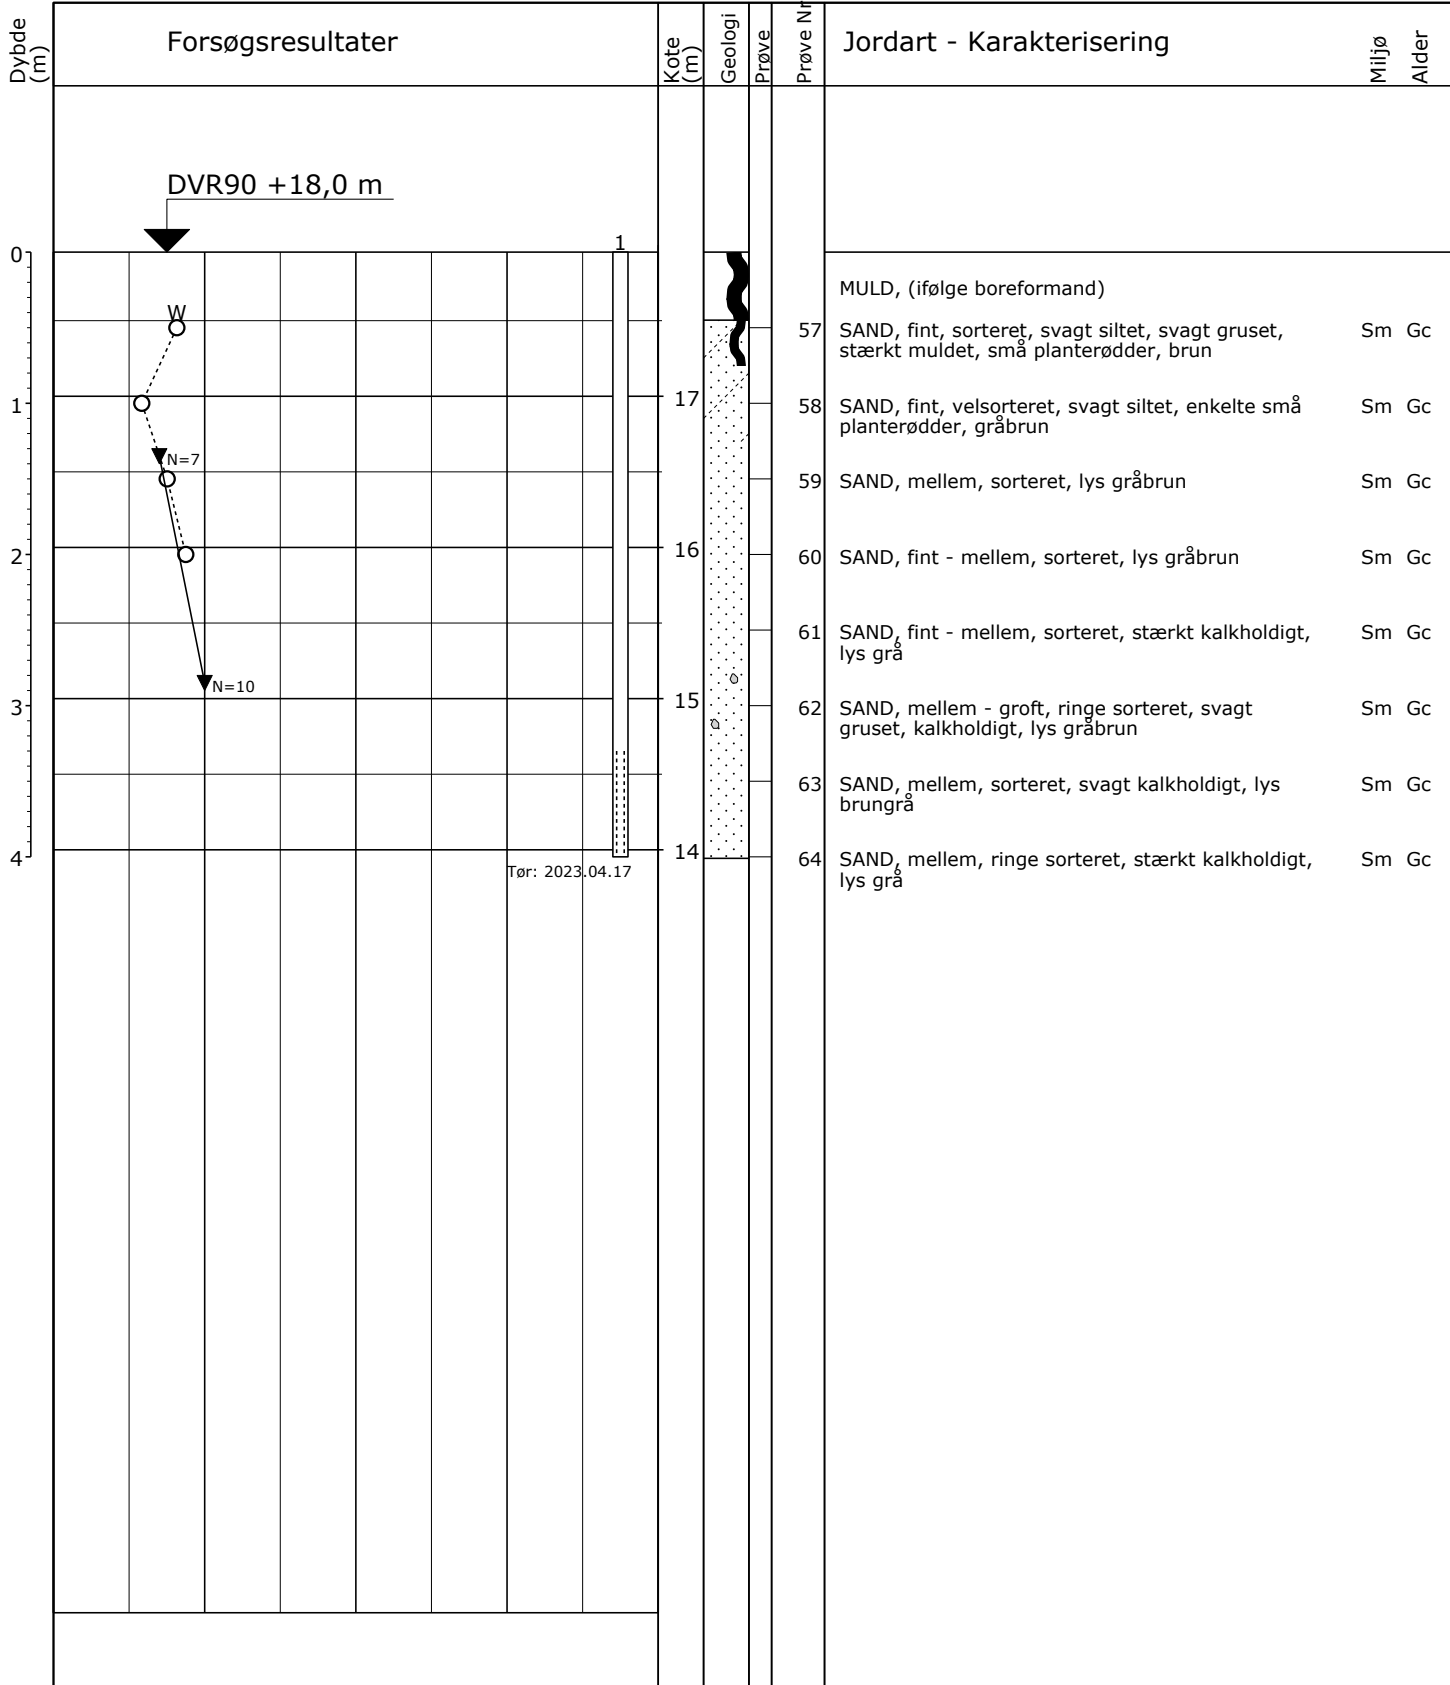 Dybde (m)
Forsøgsresultater
Kote (m)
Geologi
Prøve
Prøve Nr
Jordart - Karakterisering
Miljø
Alder
DVR90 +18,0 m
1
0
MULD, (ifølge boreformand)
W
57 SAND, fint, sorteret, svagt siltet, svagt gruset, Sm Gc
stærkt muldet, små planterødder, brun
1
17
58 SAND, fint, velsorteret, svagt siltet, enkelte små Sm Gc
planterødder, gråbrun
N=7
59 SAND, mellem, sorteret, lys gråbrun Sm Gc
2
16
60 SAND, fint - mellem, sorteret, lys gråbrun Sm Gc
61 SAND, fint - mellem, sorteret, stærkt kalkholdigt, Sm Gc
lys grå
N=10
3
15
62 SAND, mellem - groft, ringe sorteret, svagt Sm Gc
gruset, kalkholdigt, lys gråbrun
63 SAND, mellem, sorteret, svagt kalkholdigt, lys Sm Gc
brungrå
4
14
64 SAND, mellem, ringe sorteret, stærkt kalkholdigt, Sm Gc
lys grå
Tør: 2023.04.17